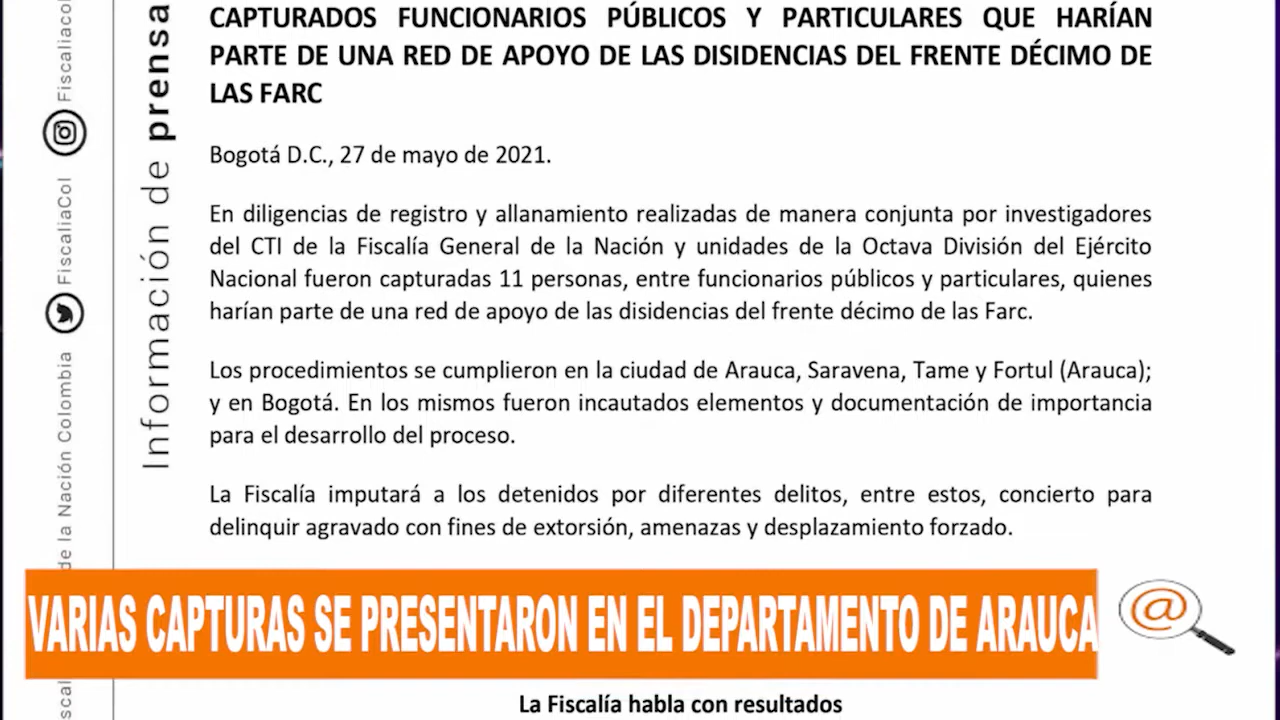 CAPTURADOS FUNCIONARIOS PÚBLICOS Y PARTICULARES QUE HARÍAN
PARTE DE UNA RED DE APOYO DE LAS DISIDENCIAS DEL FRENTE DÉCIMO DE
LAS FARC
Bogotá D.C., 27 de mayo de 2021.
En diligencias de registro y allanamiento realizadas de manera conjunta por investigadores
del CTI de la Fiscalía General de la Nación y unidades de la Octava División del Ejército
Nacional fueron capturadas 11 personas, entre funcionarios públicos y particulares, quienes
harían parte de una red de apoyo de las disidencias del frente décimo de las Farc.
Los procedimientos se cumplieron en la ciudad de Arauca, Saravena, Tame y Fortul (Arauca);
y en Bogotá. En los mismos fueron incautados elementos y documentación de importancia
para el desarrollo del proceso.
La Fiscalía imputará a los detenidos por diferentes delitos, entre estos, concierto para
delinquir agravado con fines de extorsión, amenazas y desplazamiento forzado.
VARIAS CAPTURAS SE PRESENTARON EN EL DEPARTAMENTO DE ARAUCA
@
La Fiscalía habla con resultados
Información de prensa
Fiscaliacol
FiscaliaCol
de la Nación Colombia